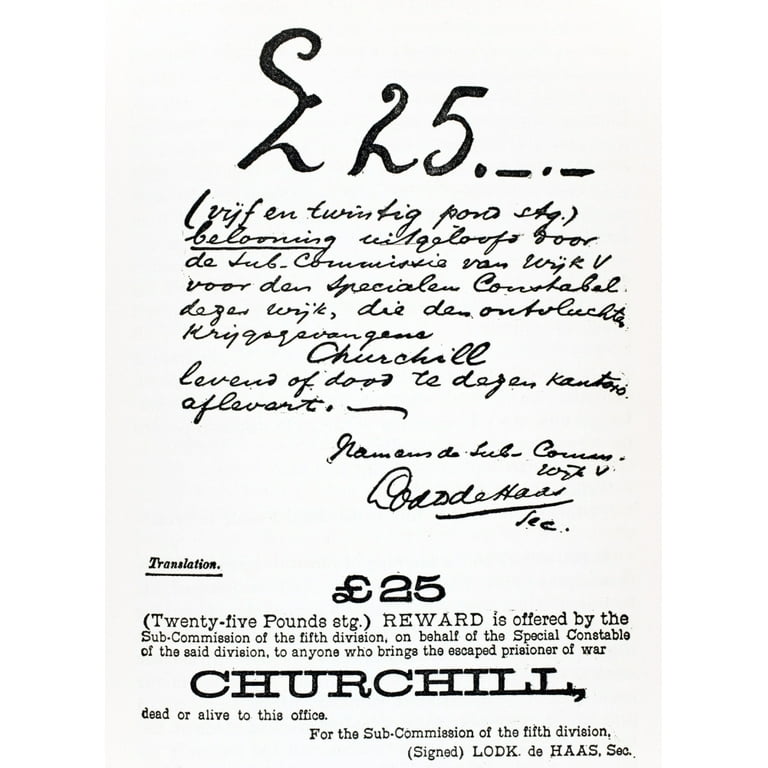 £ 25.–.–
(vijf en twintig pond stg.)
belooning uitgeloofd door
de Sub-Commissie van Wijk V
voor den Specialen Constabel
dezer wijk, die den ontvluchten
Krijgsgevangene
Churchill
levend of dood te dezen kantore
aflevert. —
Namens de Sub-Comm.
Wijk V
Lodk de Haas
Sec.
Translation.
£25
(Twenty-five Pounds stg.) REWARD is offered by the
Sub-Commission of the fifth division, on behalf of the Special Constable
of the said division, to anyone who brings the escaped prisioner of war
CHURCHILL,
dead or alive to this office.
For the Sub-Commission of the fifth division,
(Signed) LODK. de HAAS, Sec.